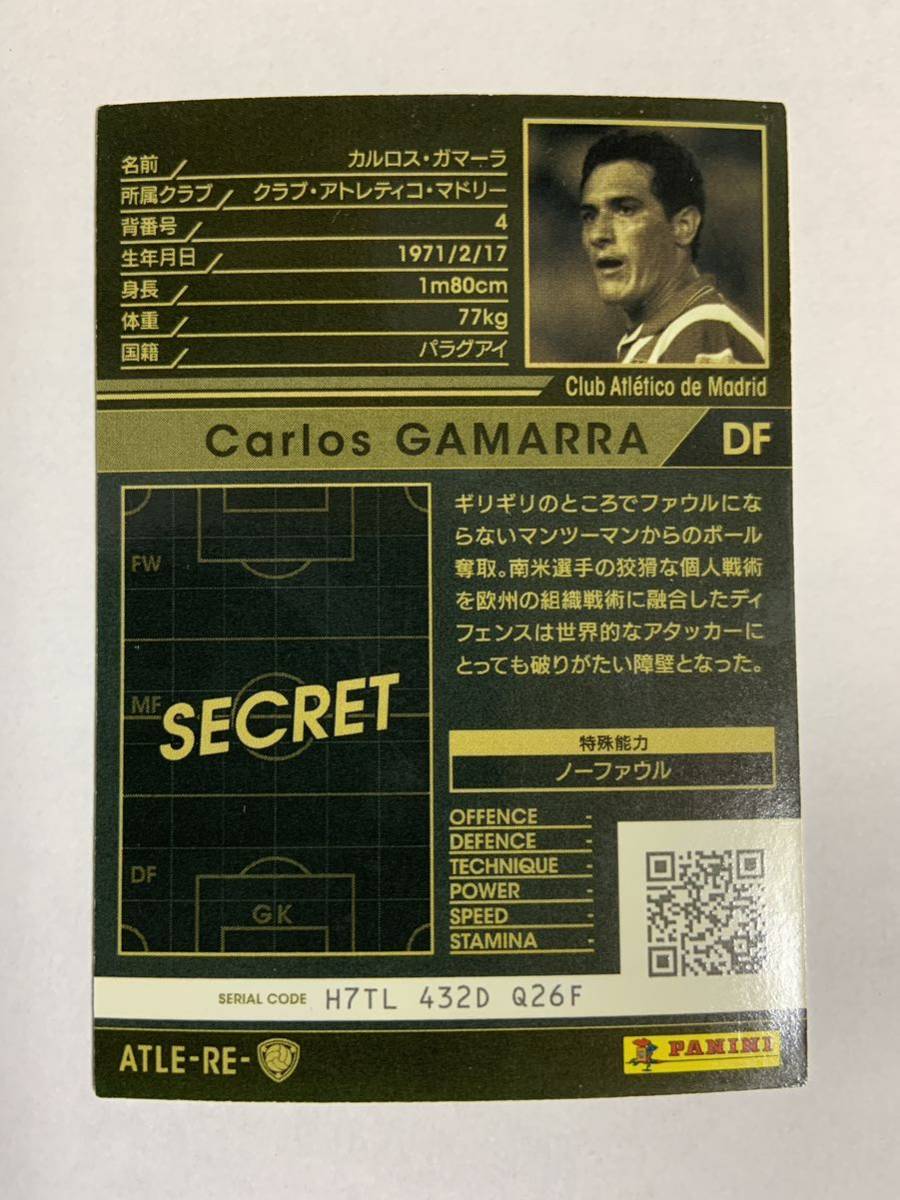 名前 カルロス・ガマーラ
所属クラブ クラブ・アトレティコ・マドリー
背番号 4
生年月日 1971/2/17
身長 1m80cm
体重 77kg
国籍 パラグアイ
Club Atlético de Madrid
Carlos GAMARRA DF
FW
MF
SECRET
DF
GK
ギリギリのところでファウルにな
らないマンツーマンからのボール
奪取。南米選手の狡猾な個人戦術
を欧州の組織戦術に融合したディ
フェンスは世界的なアタッカーに
とっても破りがたい障壁となった。
特殊能力
ノーファウル
OFFENCE -
DEFENCE -
TECHNIQUE -
POWER -
SPEED -
STAMINA -
SERIAL CODE H7TL 432D Q26F
ATLE-RE-
PANINI